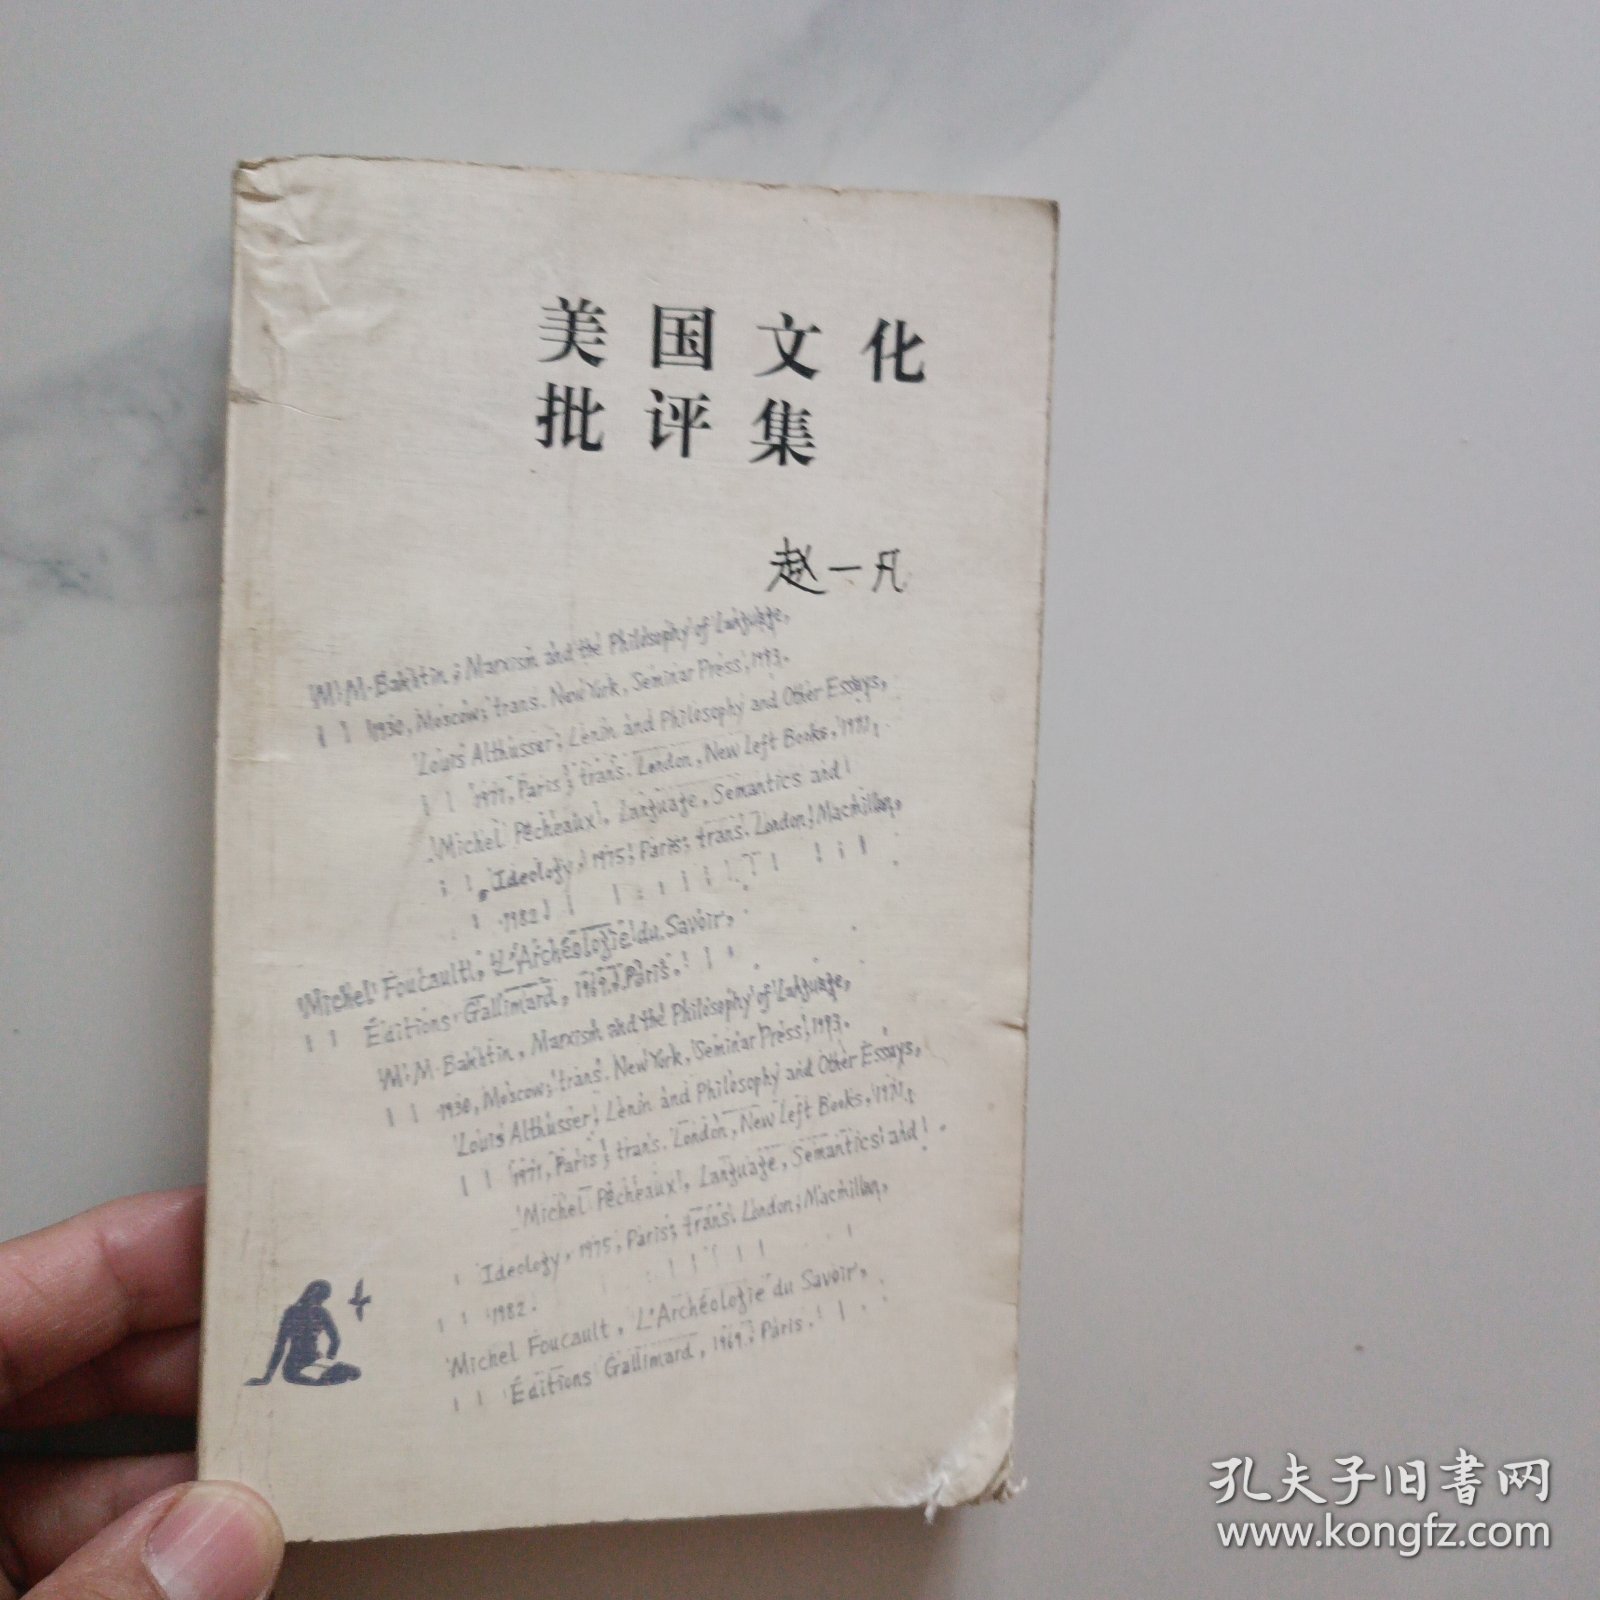 美国文化
批评集
赵一凡
M. M. Bakhtin, Marxism and the Philosophy of Language,
1930, Moscow; trans. New York, Seminar Press, 1973.
Louis Althusser, Lenin and Philosophy and Other Essays,
1971, Paris; trans. London, New Left Books, 1971.
Michel Pêcheaux, Language, Semantics and
Ideology, 1975, Paris; trans. London, Macmillan,
1982.
Michel Foucault, L'Archéologie du Savoir,
Éditions Gallimard, 1969, Paris.
M. M. Bakhtin, Marxism and the Philosophy of Language,
1930, Moscow; trans. New York, Seminar Press, 1973.
Louis Althusser, Lenin and Philosophy and Other Essays,
1971, Paris; trans. London, New Left Books, 1971.
Michel Pêcheaux, Language, Semantics and
Ideology, 1975, Paris; trans. London, Macmillan,
1982.
Michel Foucault, L'Archéologie du Savoir,
Éditions Gallimard, 1969, Paris.
孔夫子旧书网
www.kongfz.com